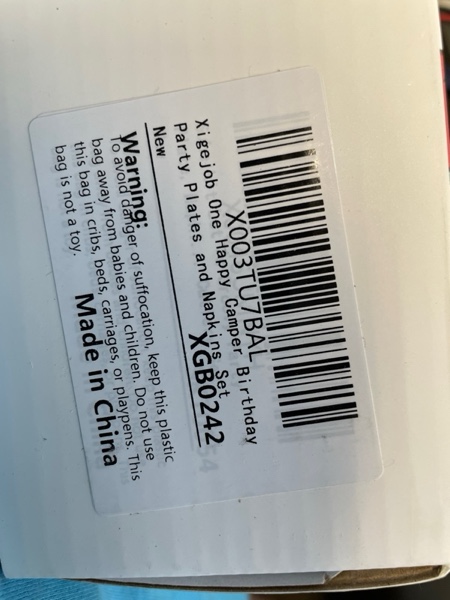 X003TU7BAL
Xigejob One Happy Camper Birthday
Party Plates and Napkins Set
New
XGB0242
Warning:
To avoid danger of suffocation, keep this plastic
bag away from babies and children. Do not use
this bag in cribs, beds, carriages, or playpens. This
bag is not a toy.
Made in China